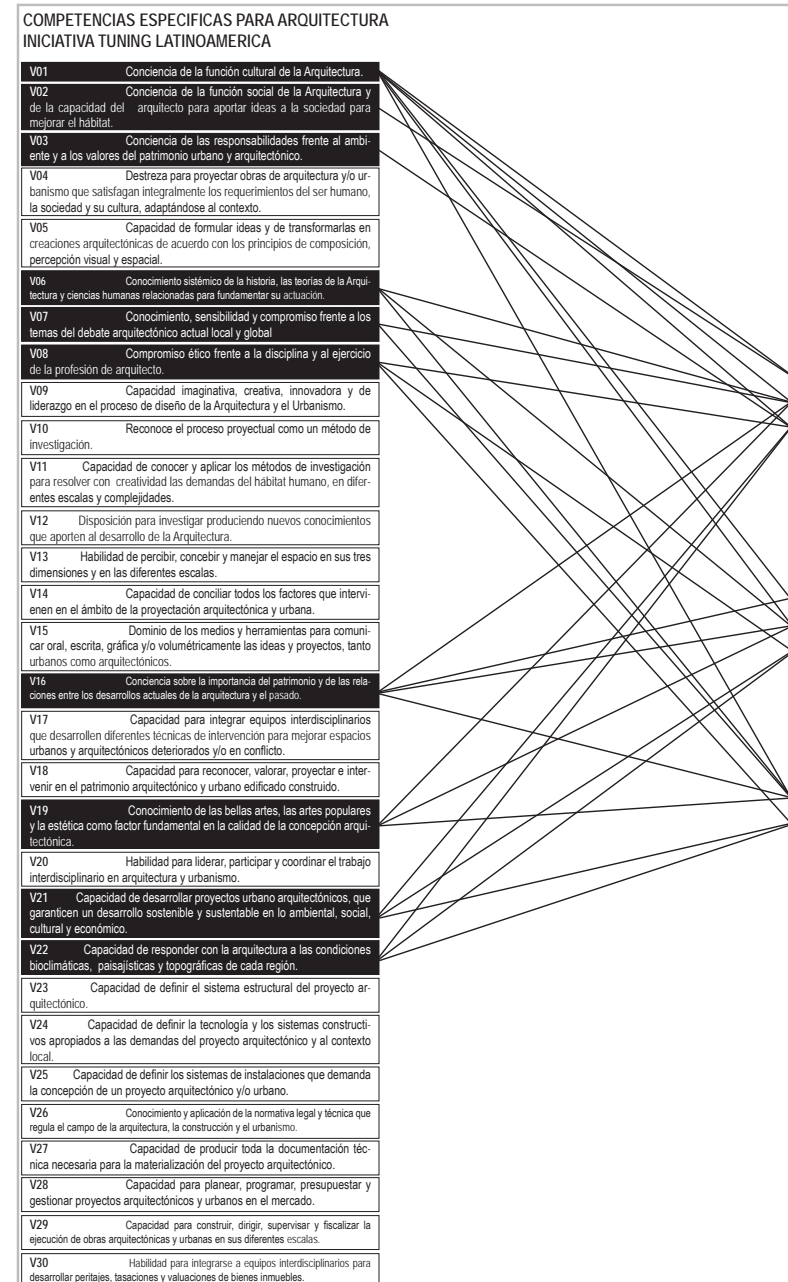 COMPETENCIAS ESPECIFICAS PARA ARQUITECTURA
INICIATIVA TUNING LATINOAMERICA
V01 Conciencia de la función cultural de la Arquitectura.
V02 Conciencia de la función social de la Arquitectura y
de la capacidad del arquitecto para aportar ideas a la sociedad para
mejorar el hábitat.
V03 Conciencia de las responsabilidades frente al ambi-
ente y a los valores del patrimonio urbano y arquitectónico.
V04 Destreza para proyectar obras de arquitectura y/o ur-
banismo que satisfagan integralmente los requerimientos del ser humano,
la sociedad y su cultura, adaptándose al contexto.
V05 Capacidad de formular ideas y de transformarlas en
creaciones arquitectónicas de acuerdo con los principios de composición,
percepción visual y espacial.
V06 Conocimiento sistémico de la historia, las teorías de la Arqui-
tectura y ciencias humanas relacionadas para fundamentar su actuación.
V07 Conocimiento, sensibilidad y compromiso frente a los
temas del debate arquitectónico actual local y global
V08 Compromiso ético frente a la disciplina y al ejercicio
de la profesión de arquitecto.
V09 Capacidad imaginativa, creativa, innovadora y de
liderazgo en el proceso de diseño de la Arquitectura y el Urbanismo.
V10 Reconoce el proceso proyectual como un método de
investigación.
V11 Capacidad de conocer y aplicar los métodos de investigación
para resolver con creatividad las demandas del hábitat humano, en difer-
entes escalas y complejidades.
V12 Disposición para investigar produciendo nuevos conocimientos
que aporten al desarrollo de la Arquitectura.
V13 Habilidad de percibir, concebir y manejar el espacio en sus tres
dimensiones y en las diferentes escalas.
V14 Capacidad de conciliar todos los factores que intervi-
enen en el ámbito de la proyectación arquitectónica y urbana.
V15 Dominio de los medios y herramientas para comuni-
car oral, escrita, gráfica y/o volumétricamente las ideas y proyectos, tanto
urbanos como arquitectónicos.
V16 Conciencia sobre la importancia del patrimonio y de las rela-
ciones entre los desarrollos actuales de la arquitectura y el pasado.
V17 Capacidad para integrar equipos interdisciplinarios
que desarrollen diferentes técnicas de intervención para mejorar espacios
urbanos y arquitectónicos deteriorados y/o en conflicto.
V18 Capacidad para reconocer, valorar, proyectar e inter-
venir en el patrimonio arquitectónico y urbano edificado construido.
V19 Conocimiento de las bellas artes, las artes populares
y la estética como factor fundamental en la calidad de la concepción arqui-
tectónica.
V20 Habilidad para liderar, participar y coordinar el trabajo
interdisciplinario en arquitectura y urbanismo.
V21 Capacidad de desarrollar proyectos urbano arquitectónicos, que
garanticen un desarrollo sostenible y sustentable en lo ambiental, social,
cultural y económico.
V22 Capacidad de responder con la arquitectura a las condiciones
bioclimáticas, paisajísticas y topográficas de cada región.
V23 Capacidad de definir el sistema estructural del proyecto ar-
quitectónico.
V24 Capacidad de definir la tecnología y los sistemas constructi-
vos apropiados a las demandas del proyecto arquitectónico y al contexto
local.
V25 Capacidad de definir los sistemas de instalaciones que demanda
la concepción de un proyecto arquitectónico y/o urbano.
V26 Conocimiento y aplicación de la normativa legal y técnica que
regula el campo de la arquitectura, la construcción y el urbanismo.
V27 Capacidad de producir toda la documentación téc-
nica necesaria para la materialización del proyecto arquitectónico.
V28 Capacidad para planear, programar, presupuestar y
gestionar proyectos arquitectónicos y urbanos en el mercado.
V29 Capacidad para construir, dirigir, supervisar y fiscalizar la
ejecución de obras arquitectónicas y urbanas en sus diferentes escalas.
V30 Habilidad para integrarse a equipos interdisciplinarios para
desarrollar peritajes, tasaciones y valuaciones de bienes inmuebles.